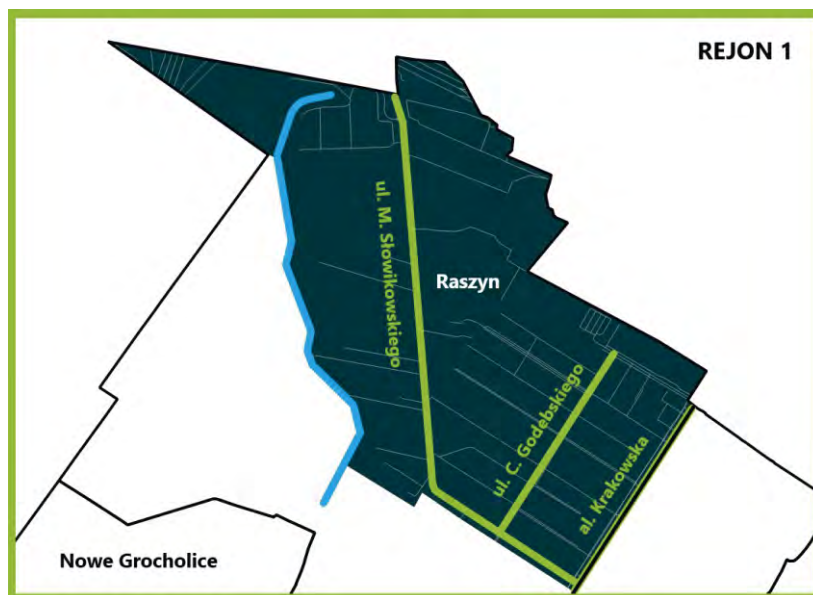 REJON 1
ul. M. Słowikowskiego
Raszyn
ul. C. Godebskiego
al. Krakowska
Nowe Grocholice